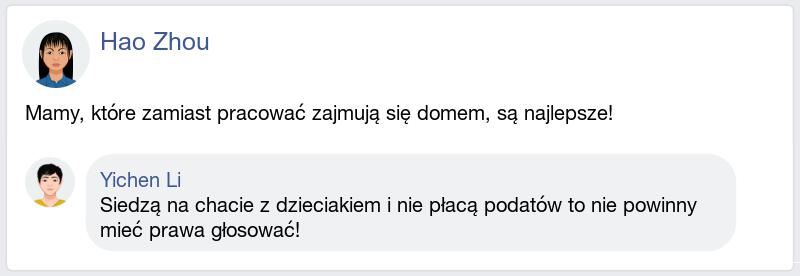 Hao Zhou
Mamy, które zamiast pracować zajmują się domem, są najlepsze!
Yichen Li
Siedzą na chacie z dzieciakiem i nie płacą podatów to nie powinny
mieć prawa głosować!